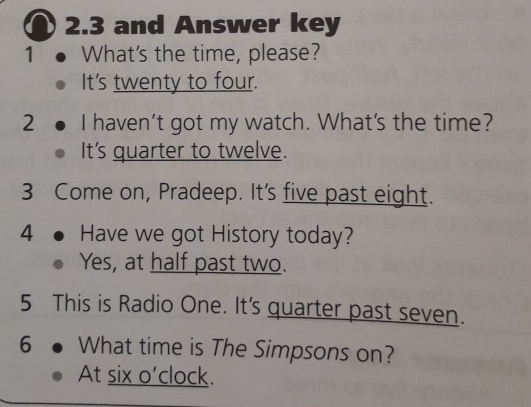 2.3 and Answer key
1 • What's the time, please?
• It's twenty to four.
2 • I haven't got my watch. What's the time?
• It's quarter to twelve.
3 Come on, Pradeep. It's five past eight.
4 • Have we got History today?
• Yes, at half past two.
5 This is Radio One. It's quarter past seven.
6 • What time is The Simpsons on?
• At six o'clock.